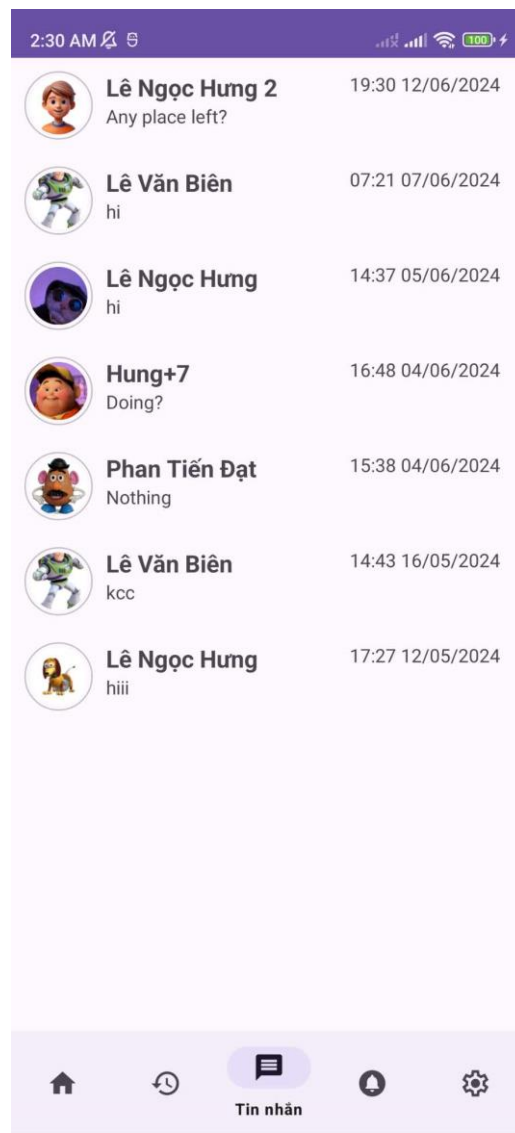 2:30 AM
100
Lê Ngọc Hưng 2 19:30 12/06/2024
Any place left?
Lê Văn Biên 07:21 07/06/2024
hi
Lê Ngọc Hưng 14:37 05/06/2024
hi
Hung+7 16:48 04/06/2024
Doing?
Phan Tiến Đạt 15:38 04/06/2024
Nothing
Lê Văn Biên 14:43 16/05/2024
kcc
Lê Ngọc Hưng 17:27 12/05/2024
hiii
Tin nhắn